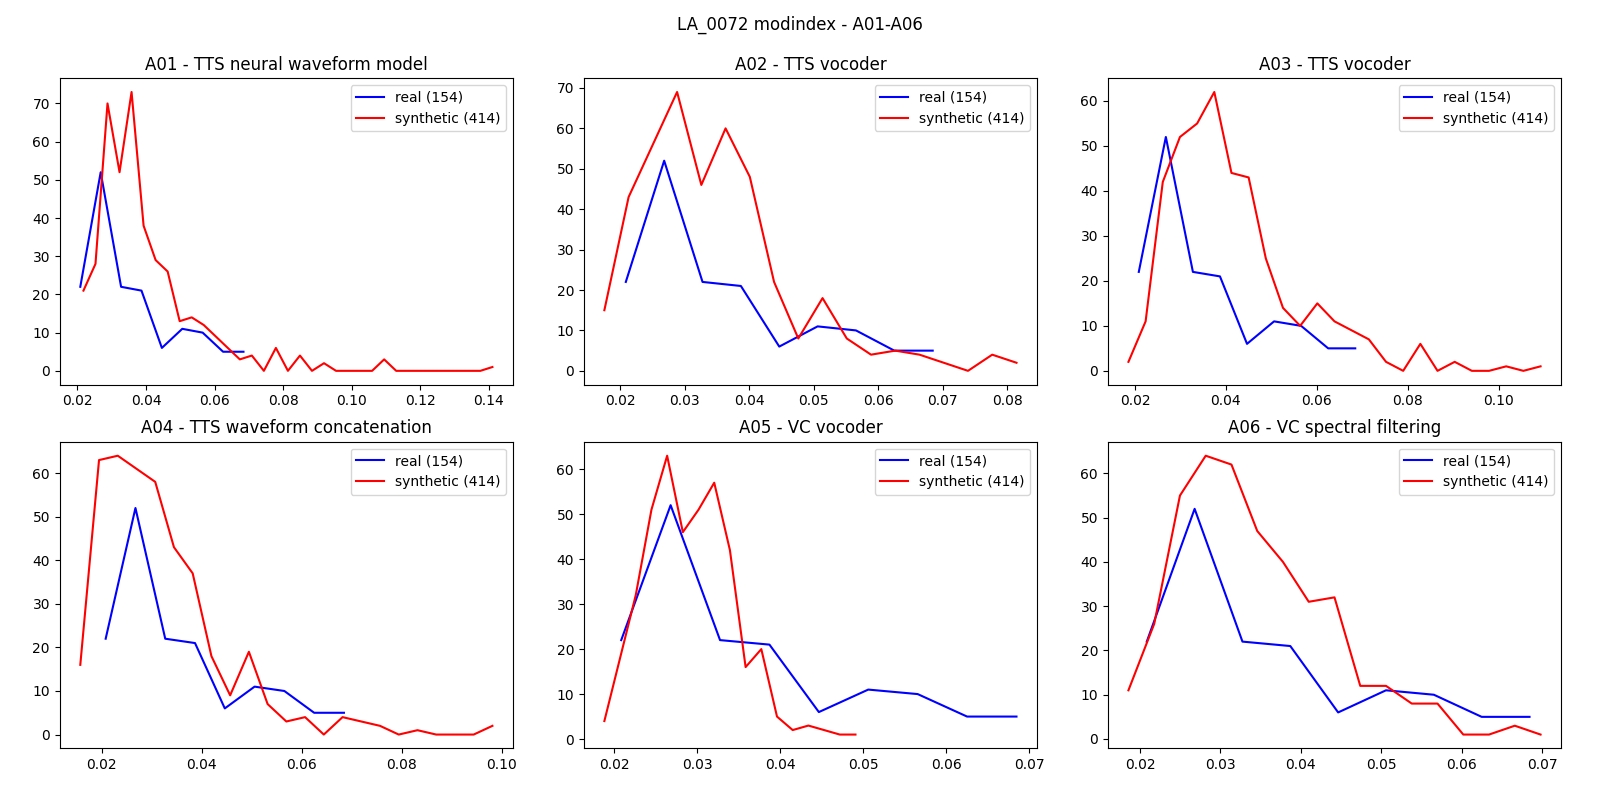 LA_0072 modindex - A01-A06
A01 - TTS neural waveform model
real (154)
synthetic (414)
70
60
50
40
30
20
10
0
0.02 0.04 0.06 0.08 0.10 0.12 0.14
A02 - TTS vocoder
real (154)
synthetic (414)
70
60
50
40
30
20
10
0
0.02 0.03 0.04 0.05 0.06 0.07 0.08
A03 - TTS vocoder
real (154)
synthetic (414)
60
50
40
30
20
10
0
0.02 0.04 0.06 0.08 0.10
A04 - TTS waveform concatenation
real (154)
synthetic (414)
60
50
40
30
20
10
0
0.02 0.04 0.06 0.08 0.10
A05 - VC vocoder
real (154)
synthetic (414)
60
50
40
30
20
10
0
0.02 0.03 0.04 0.05 0.06 0.07
A06 - VC spectral filtering
real (154)
synthetic (414)
60
50
40
30
20
10
0
0.02 0.03 0.04 0.05 0.06 0.07